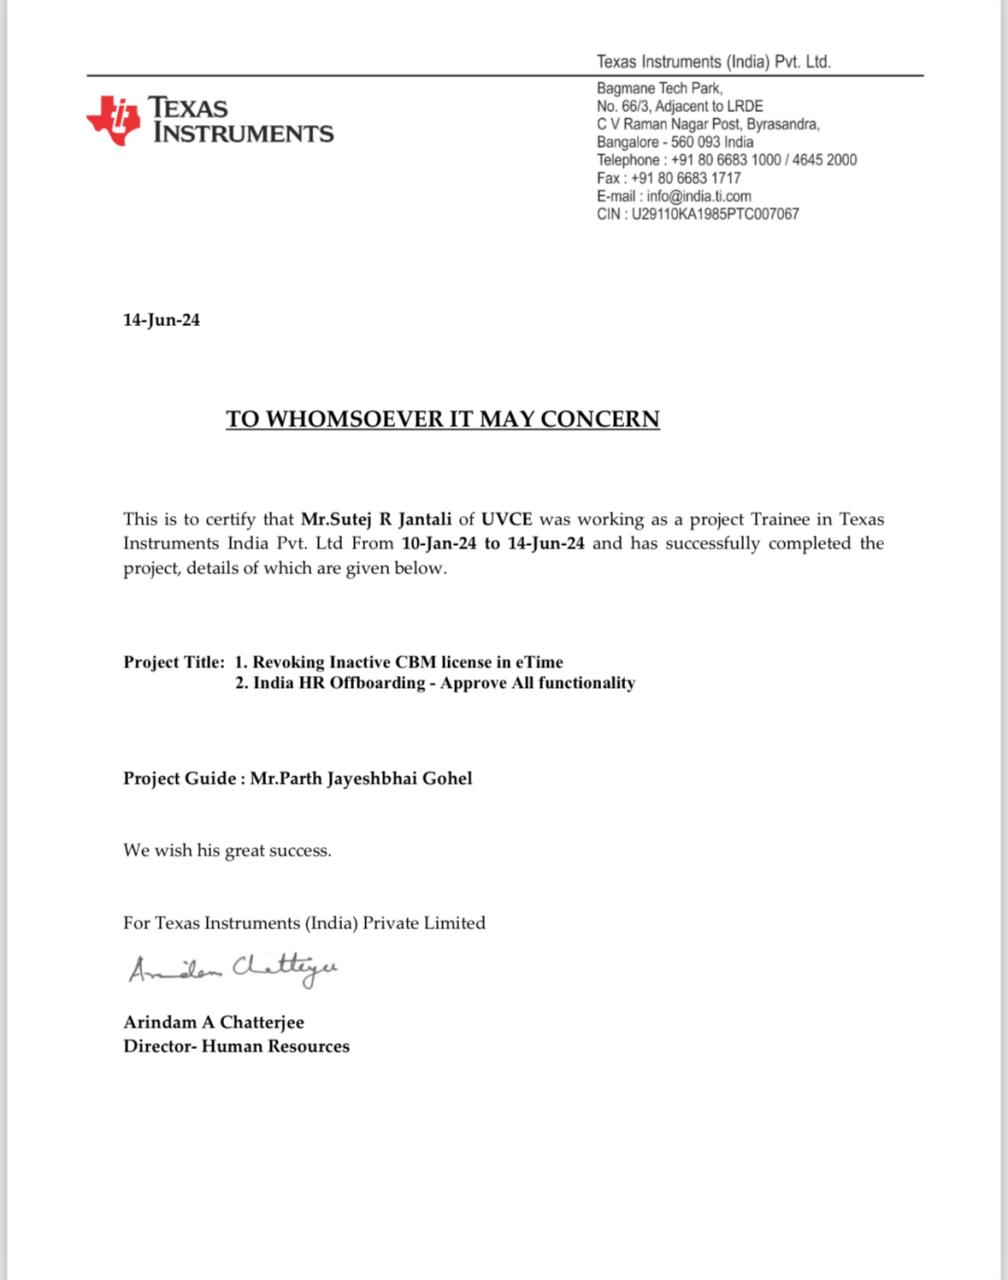 Texas Instruments (India) Pvt. Ltd.
TEXAS
INSTRUMENTS
Bagmane Tech Park,
No. 66/3, Adjacent to LRDE
C V Raman Nagar Post, Byrasandra,
Bangalore - 560 093 India
Telephone : +91 80 6683 1000 / 4645 2000
Fax : +91 80 6683 1717
E-mail : info@india.ti.com
CIN : U29110KA1985PTC007067
14-Jun-24
TO WHOMSOEVER IT MAY CONCERN
This is to certify that Mr.Sutej R Jantali of UVCE was working as a project Trainee in Texas
Instruments India Pvt. Ltd From 10-Jan-24 to 14-Jun-24 and has successfully completed the
project, details of which are given below.
Project Title: 1. Revoking Inactive CBM license in eTime
2. India HR Offboarding - Approve All functionality
Project Guide : Mr.Parth Jayeshbhai Gohel
We wish his great success.
For Texas Instruments (India) Private Limited
Arindam Chatterjee
Arindam A Chatterjee
Director- Human Resources